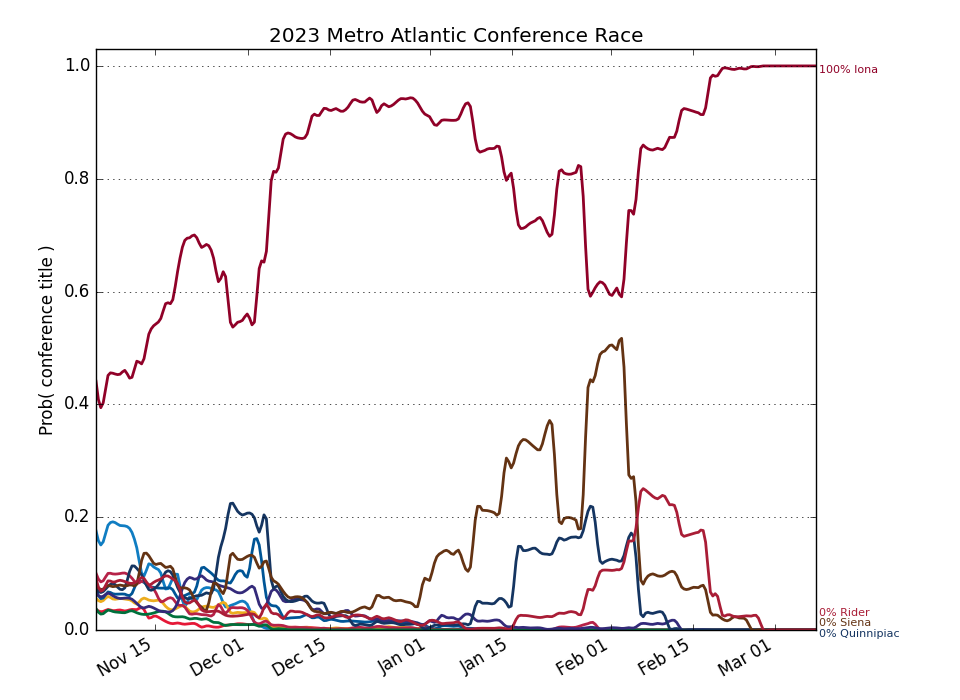 2023 Metro Atlantic Conference Race
Prob( conference title )
1.0
0.8
0.6
0.4
0.2
0.0
100% Iona
0% Rider
0% Siena
0% Quinnipiac
Nov 15
Dec 01
Dec 15
Jan 01
Jan 15
Feb 01
Feb 15
Mar 01